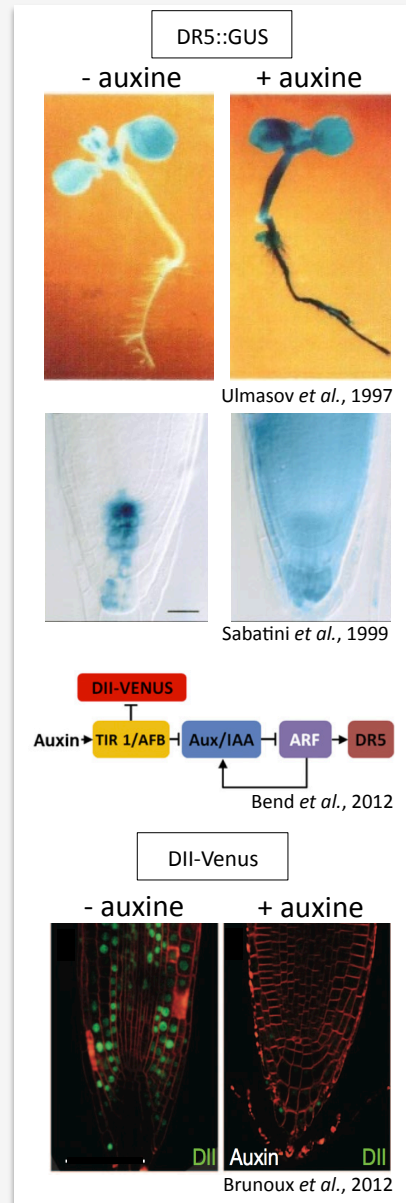 DR5::GUS
- auxine + auxine
Ulmasov et al., 1997
Sabatini et al., 1999
DII-VENUS
Auxin TIR 1/AFB Aux/IAA ARF DR5
Bend et al., 2012
DII-Venus
- auxine + auxine
DII Auxin DII
Brunoux et al., 2012